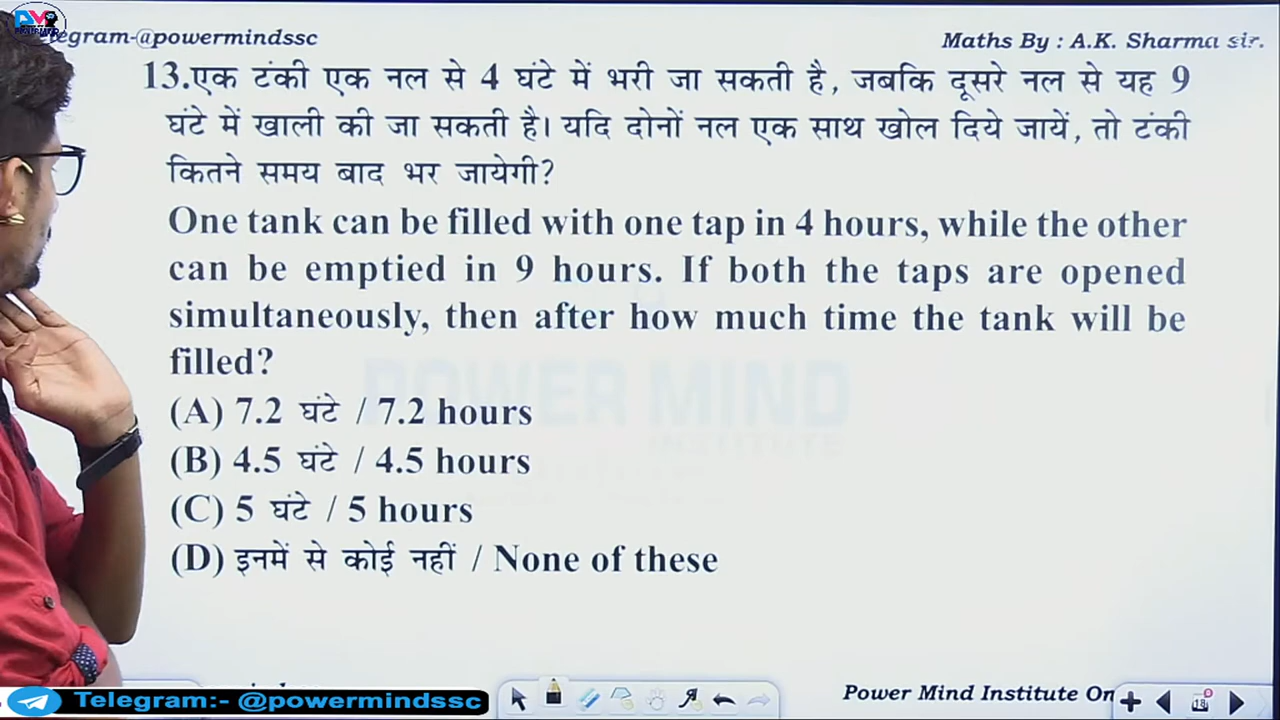 Telegram-@powermindssc
Maths By : A.K. Sharma sir.
13.एक टंकी एक नल से 4 घंटे में भरी जा सकती है, जबकि दूसरे नल से यह 9
घंटे में खाली की जा सकती है। यदि दोनों नल एक साथ खोल दिये जायें, तो टंकी
कितने समय बाद भर जायेगी?
One tank can be filled with one tap in 4 hours, while the other
can be emptied in 9 hours. If both the taps are opened
simultaneously, then after how much time the tank will be
filled?
POWER MIND
INSTITUTE
(A) 7.2 घंटे / 7.2 hours
(B) 4.5 घंटे / 4.5 hours
(C) 5 घंटे / 5 hours
(D) इनमें से कोई नहीं / None of these
Telegram:- @powermindssc
Power Mind Institute On
18